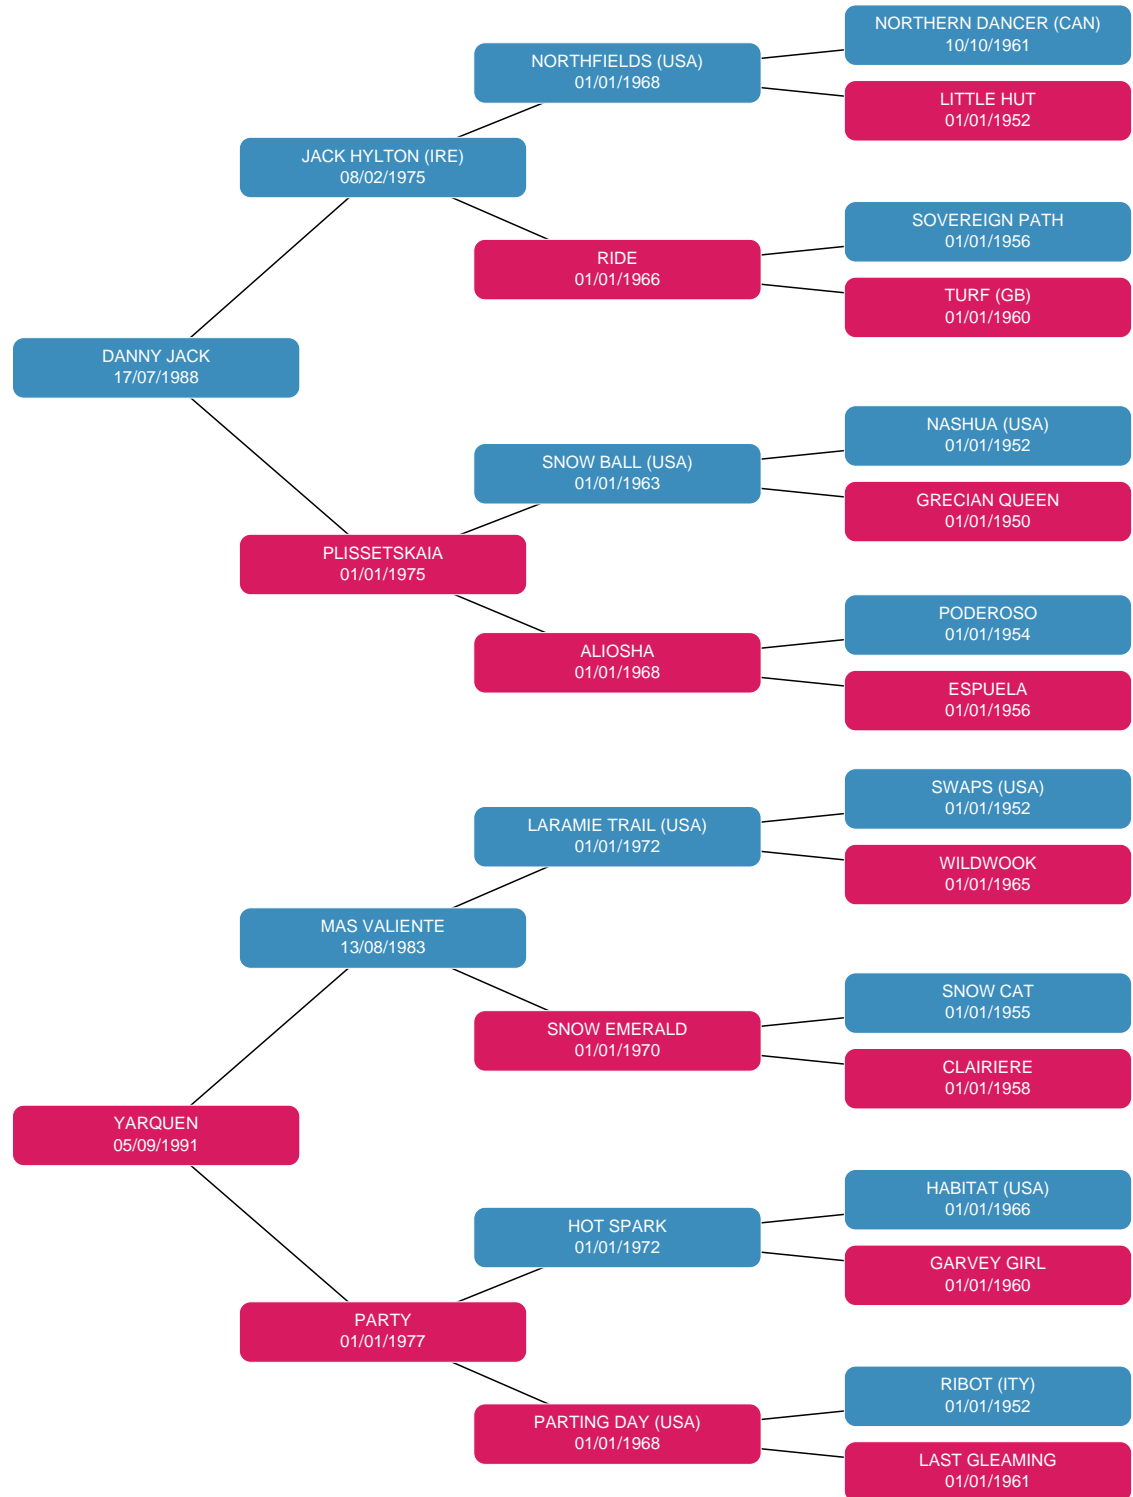 NORTHERN DANCER (CAN)
10/10/1961
NORTHFIELDS (USA)
01/01/1968
LITTLE HUT
01/01/1952
JACK HYLTON (IRE)
08/02/1975
SOVEREIGN PATH
01/01/1956
RIDE
01/01/1966
TURF (GB)
01/01/1960
DANNY JACK
17/07/1988
NASHUA (USA)
01/01/1952
SNOW BALL (USA)
01/01/1963
GRECIAN QUEEN
01/01/1950
PLISSETSKAIA
01/01/1975
PODEROSO
01/01/1954
ALIOSHA
01/01/1968
ESPUELA
01/01/1956
SWAPS (USA)
01/01/1952
LARAMIE TRAIL (USA)
01/01/1972
WILDWOOK
01/01/1965
MAS VALIENTE
13/08/1983
SNOW CAT
01/01/1955
SNOW EMERALD
01/01/1970
CLAIRIERE
01/01/1958
YARQUEN
05/09/1991
HABITAT (USA)
01/01/1966
HOT SPARK
01/01/1972
GARVEY GIRL
01/01/1960
PARTY
01/01/1977
RIBOT (ITY)
01/01/1952
PARTING DAY (USA)
01/01/1968
LAST GLEAMING
01/01/1961